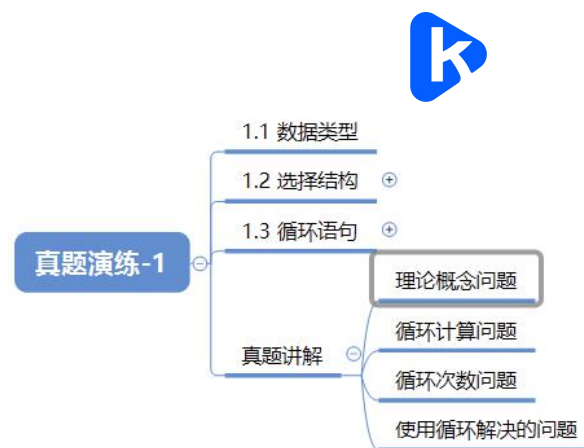 k
1.1 数据类型
1.2 选择结构
1.3 循环语句
真题演练-1
理论概念问题
循环计算问题
真题讲解
循环次数问题
使用循环解决的问题